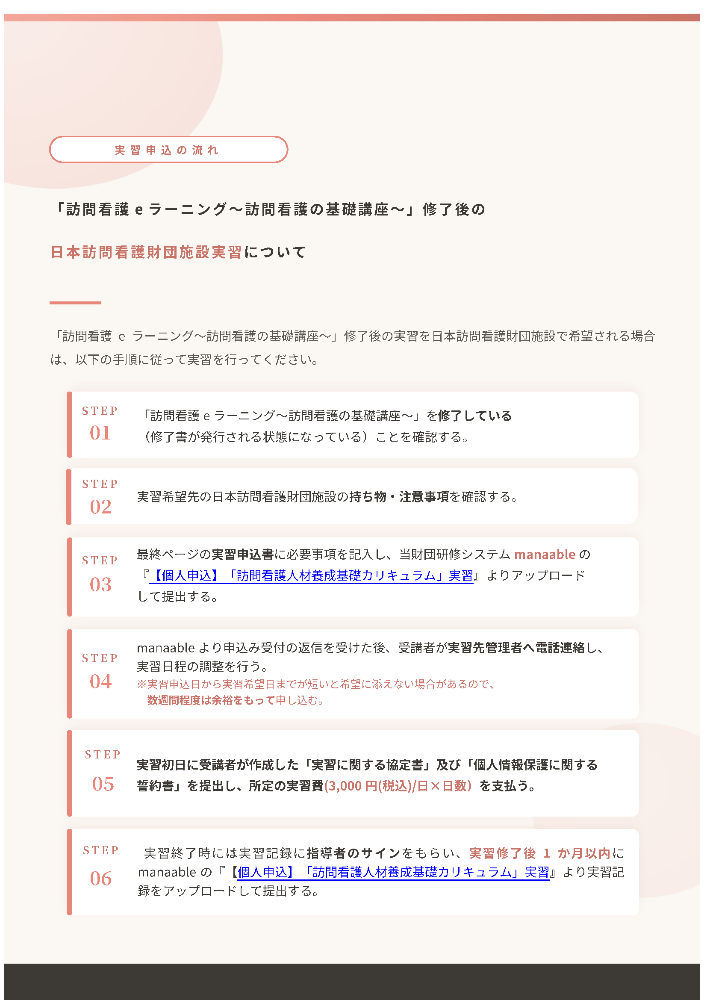 実習申込の流れ
「訪問看護 e ラーニング～訪問看護の基礎講座～」修了後の
日本訪問看護財団施設実習について
「訪問看護 e ラーニング～訪問看護の基礎講座～」修了後の実習を日本訪問看護財団施設で希望される場合
は、以下の手順に従って実習を行ってください。
STEP
01
「訪問看護 e ラーニング～訪問看護の基礎講座～」を修了している
（修了書が発行される状態になっている）ことを確認する。
STEP
02
実習希望先の日本訪問看護財団施設の持ち物・注意事項を確認する。
STEP
03
最終ページの実習申込書に必要事項を記入し、当財団研修システム manaable の
『【個人申込】「訪問看護人材養成基礎カリキュラム」実習』よりアップロード
して提出する。
STEP
04
manaable より申込み受付の返信を受けた後、受講者が実習先管理者へ電話連絡し、
実習日程の調整を行う。
※実習申込日から実習希望日までが短いと希望に添えない場合があるので、
数週間程度は余裕をもって申し込む。
STEP
05
実習初日に受講者が作成した「実習に関する協定書」及び「個人情報保護に関する
誓約書」を提出し、所定の実習費(3,000 円(税込)/日×日数）を支払う。
STEP
06
実習終了時には実習記録に指導者のサインをもらい、実習修了後 1 か月以内に
manaable の『【個人申込】「訪問看護人材養成基礎カリキュラム」実習』より実習記
録をアップロードして提出する。